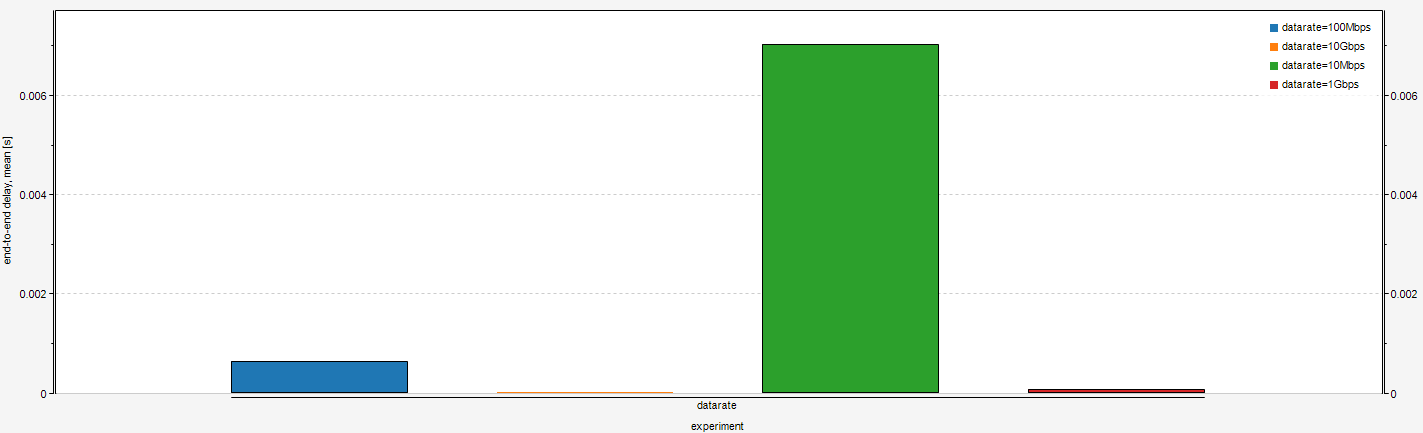 datarate=100Mbps
datarate=10Gbps
datarate=10Mbps
datarate=1Gbps
end-to-end delay, mean [s]
0.006
0.004
0.002
0
0.006
0.004
0.002
0
datarate
experiment